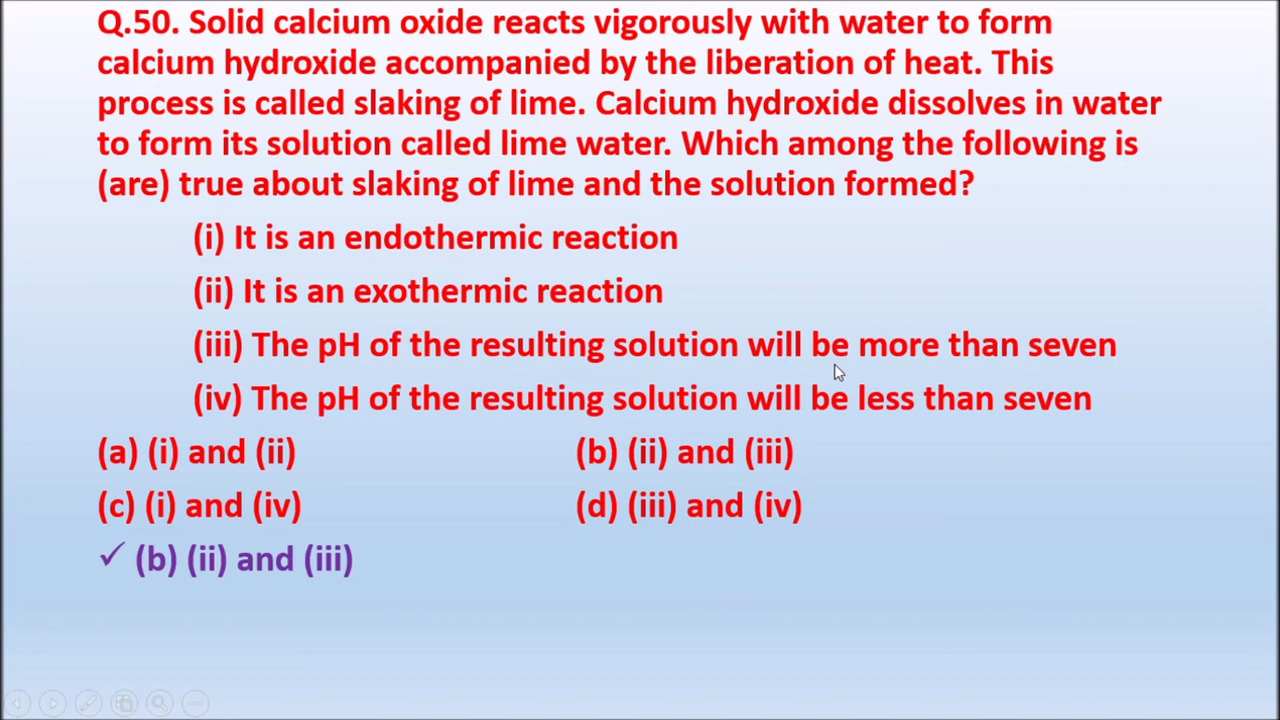 Q.50. Solid calcium oxide reacts vigorously with water to form
calcium hydroxide accompanied by the liberation of heat. This
process is called slaking of lime. Calcium hydroxide dissolves in water
to form its solution called lime water. Which among the following is
(are) true about slaking of lime and the solution formed?
(i) It is an endothermic reaction
(ii) It is an exothermic reaction
(iii) The pH of the resulting solution will be more than seven
(iv) The pH of the resulting solution will be less than seven
(a) (i) and (ii) (b) (ii) and (iii)
(c) (i) and (iv) (d) (iii) and (iv)
✓ (b) (ii) and (iii)